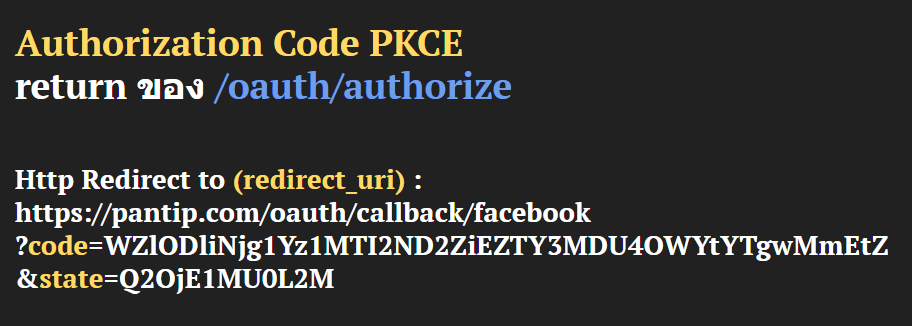 Authorization Code PKCE
return ของ /oauth/authorize
Http Redirect to (redirect_uri) :
https://pantip.com/oauth/callback/facebook
?code=WZlODliNjg1Yz1MTI2ND2ZiEZTY3MDU4OWYtYTgwMmEtZ
&state=Q2OjE1MU0L2M